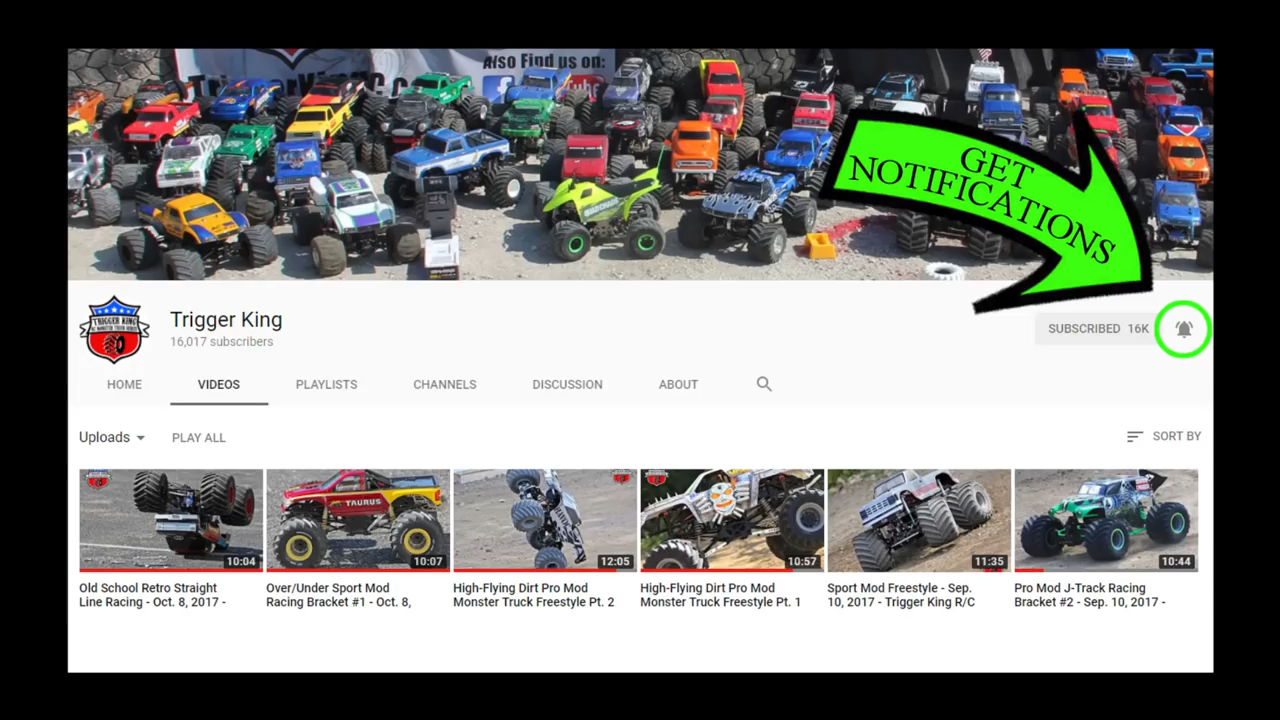 Also Find us on:
GET
NOTIFICATIONS
TRIGGER KING
Trigger King
16,017 subscribers
SUBSCRIBED 16K
HOME
VIDEOS
PLAYLISTS
CHANNELS
DISCUSSION
ABOUT
Uploads
PLAY ALL
SORT BY
TAURUS
10:04
10:07
12:05
10:57
11:35
10:44
Old School Retro Straight
Line Racing - Oct. 8, 2017 -
Over/Under Sport Mod
Racing Bracket #1 - Oct. 8,
High-Flying Dirt Pro Mod
Monster Truck Freestyle Pt. 2
High-Flying Dirt Pro Mod
Monster Truck Freestyle Pt. 1
Sport Mod Freestyle - Sep.
10, 2017 - Trigger King R/C
Pro Mod J-Track Racing
Bracket #2 - Sep. 10, 2017 -